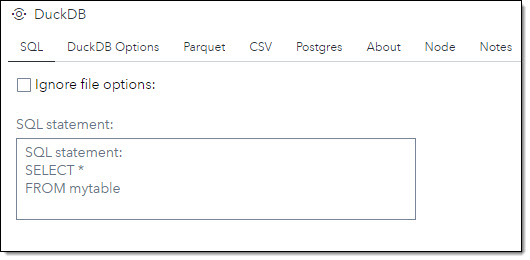 DuckDB
SQL DuckDB Options Parquet CSV Postgres About Node Notes
Ignore file options:
SQL statement:
SQL statement:
SELECT *
FROM mytable